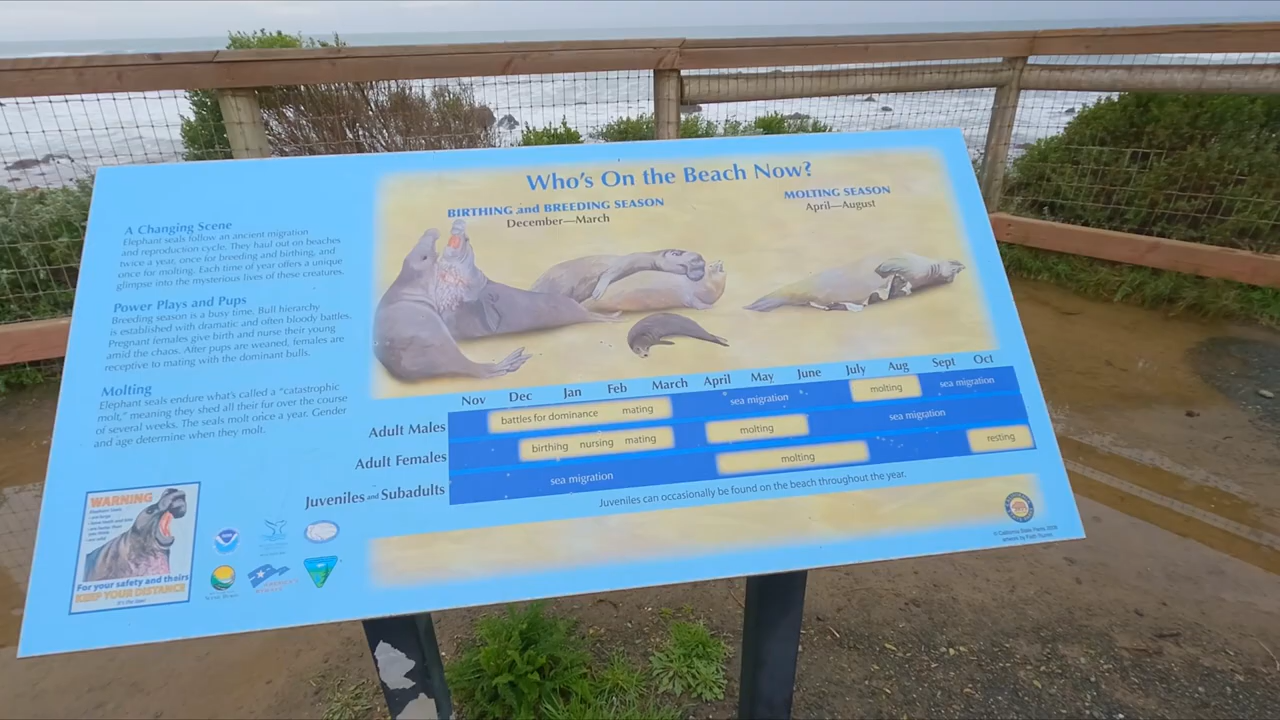 Who's On the Beach Now?
A Changing Scene
Elephant seals follow an ancient migration
and reproduction cycle. They haul out on beaches
twice a year, once for breeding and birthing, and
once for molting. Each time of year offers a unique
glimpse into the mysterious lives of these creatures.
Power Plays and Pups
Breeding season is a busy time. Bull hierarchy
is established with dramatic and often bloody battles.
Pregnant females give birth and nurse their young
amid the chaos. After pups are weaned, females are
receptive to mating with the dominant bulls.
Molting
Elephant seals endure what's called a "catastrophic
molt," meaning they shed all their fur over the course
of several weeks. The seals molt once a year. Gender
and age determine when they molt.
BIRTHING and BREEDING SEASON
December—March
MOLTING SEASON
April—August
Nov Dec Jan Feb March April May June July Aug Sept Oct
Adult Males battles for dominance mating sea migration molting sea migration
Adult Females birthing nursing mating molting sea migration
Juveniles and Subadults sea migration molting resting
Juveniles can occasionally be found on the beach throughout the year.
WARNING
For your safety and theirs
KEEP YOUR DISTANCE